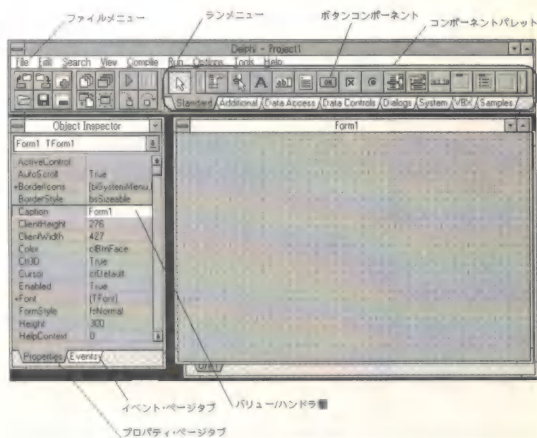 ファイルメニュー
ランメニュー
ボタンコンポーネント
コンポーネントパレット
Delphi - Project1
File Edit Search View Compile Run Options Tools Help
Standard Additional Data Access Data Controls Dialogs System VBX Samples
Object Inspector
Form1 TForm1
ActiveControl
AutoScroll True
+BorderIcons [biSystemMenu,
BorderStyle bsSizeable
Caption Form1
ClientHeight 276
ClientWidth 427
Color clBtnFace
Ctl3D True
Cursor crDefault
Enabled True
+Font (TFont)
FormStyle fsNormal
Height 300
HelpContext 0
Properties Events
Form1
Unit1
イベント・ページタブ
バリュー/ハンドラ
プロパティ・ページタブ